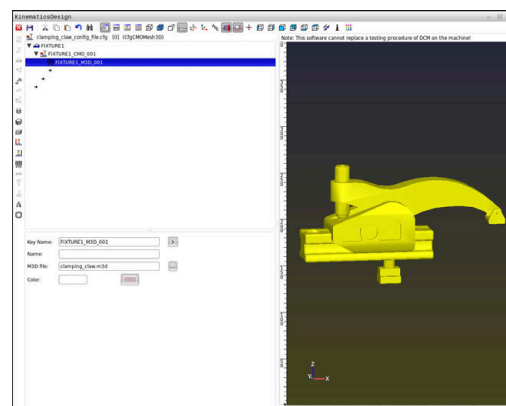 KinematicsDesign
clamping_claw_config_file.cfg (0) (CfgCMOMesh3D)
Note: This software cannot replace a testing procedure of DCM on the machine!
FIXTURE1
FIXTURE1_CMO_001
FIXTURE1_M3D_001
Key Name: FIXTURE1_M3D_001 >
Name:
M3D file: clamping_claw.m3d
Color:
Z
Y X